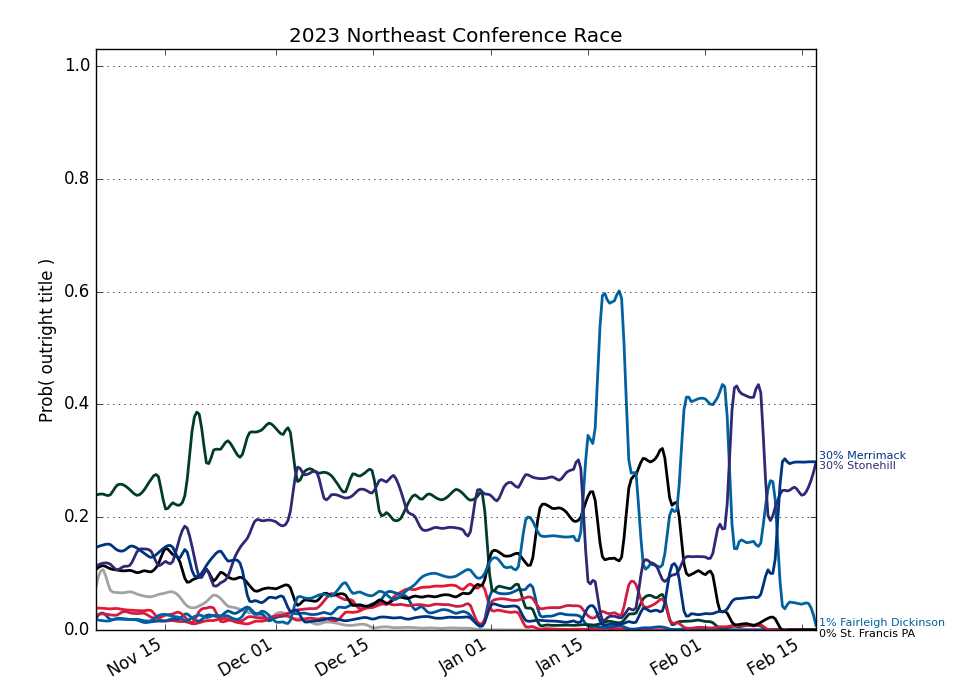 2023 Northeast Conference Race
Prob( outright title )
1.0
0.8
0.6
0.4
0.2
0.0
30% Merrimack
30% Stonehill
1% Fairleigh Dickinson
0% St. Francis PA
Nov 15
Dec 01
Dec 15
Jan 01
Jan 15
Feb 01
Feb 15